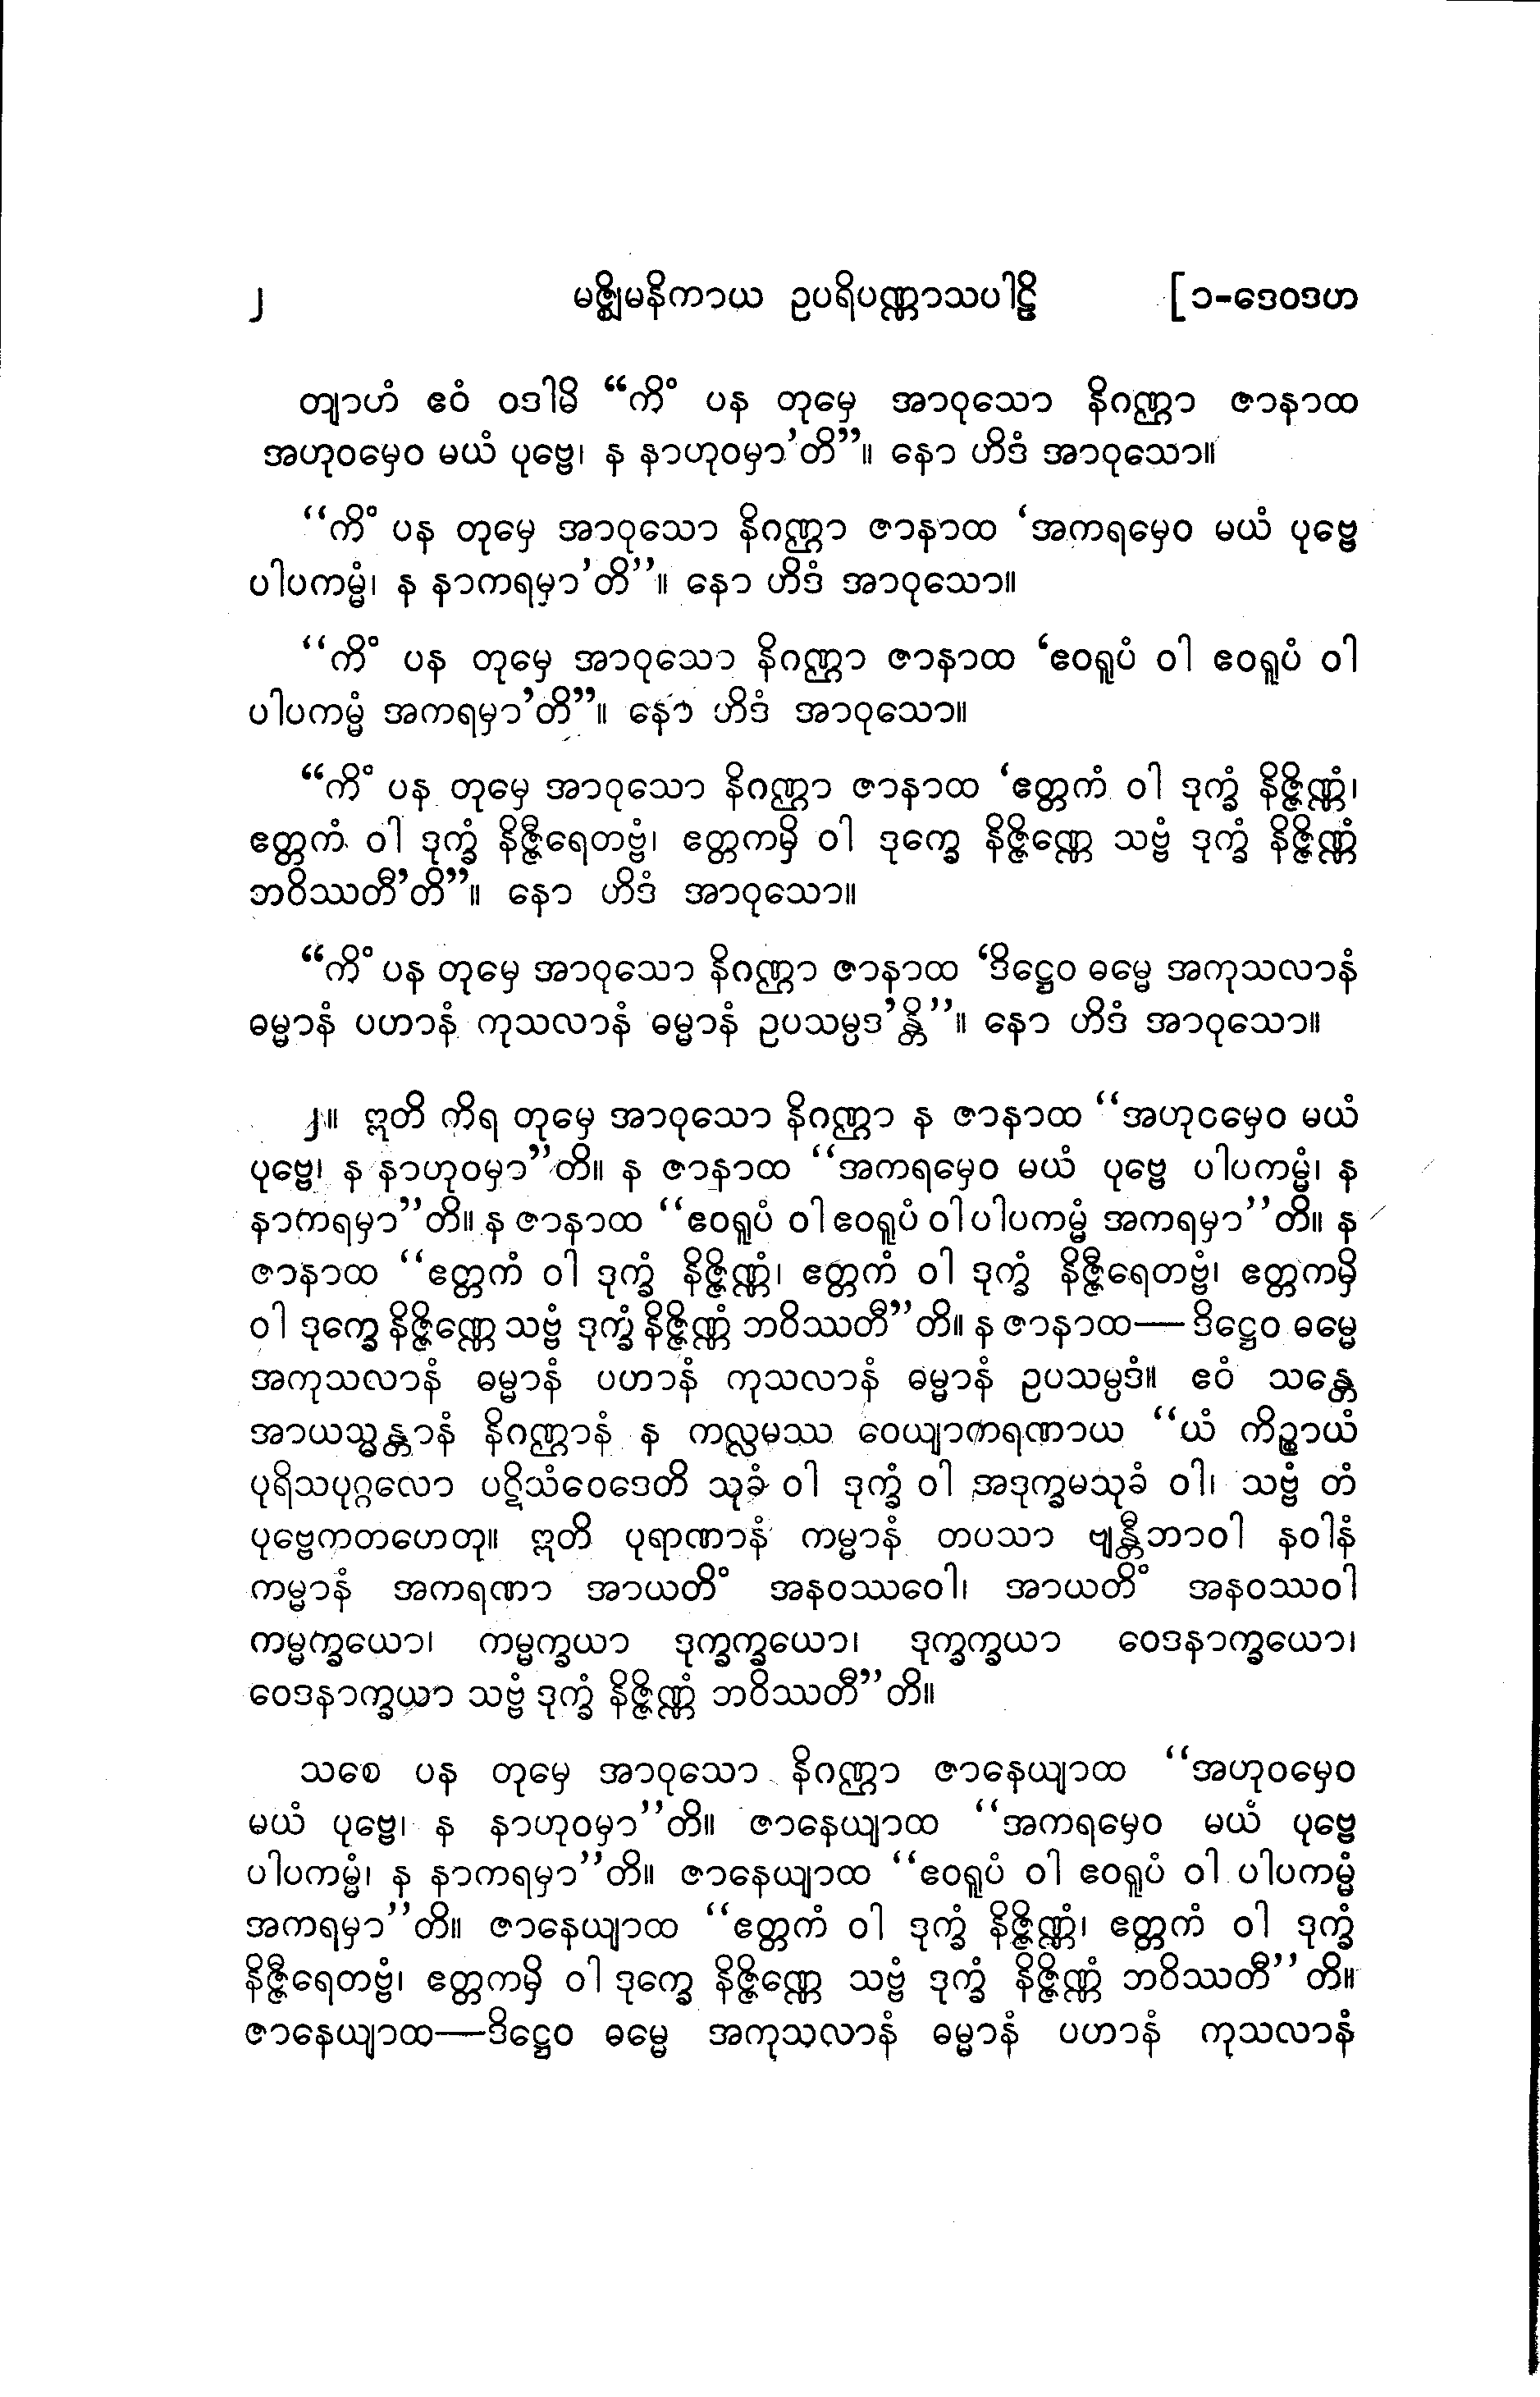 ၂ မဇ္ဈိမနိကာယ ဥပရိပဏ္ဏာသပါဠိ [၁-ဒေဝဒဟ
တျာဟံ ဧဝံ ဝဒါမိ “ကိံ ပန တုမှေ အာဝုသော နိဂဏ္ဌာ ဇာနာထ
အဟုဝမှေဝ မယံ ပုဗ္ဗေ၊ န နာဟုဝမှာ’တိ”။ နော ဟိဒံ အာဝုသော။
“ကိံ ပန တုမှေ အာဝုသော နိဂဏ္ဌာ ဇာနာထ ‘အကရမှေဝ မယံ ပုဗ္ဗေ
ပါပကမ္မံ၊ န နာကရမှာ’တိ”။ နော ဟိဒံ အာဝုသော။
“ကိံ ပန တုမှေ အာဝုသော နိဂဏ္ဌာ ဇာနာထ ‘ဧဝရူပံ ဝါ ဧဝရူပံ ဝါ
ပါပကမ္မံ အကရမှာ’တိ”။ နော ဟိဒံ အာဝုသော။
“ကိံ ပန တုမှေ အာဝုသော နိဂဏ္ဌာ ဇာနာထ ‘ဧတ္တကံ ဝါ ဒုက္ခံ နိဇ္ဇိဏ္ဏံ၊
ဧတ္တကံ ဝါ ဒုက္ခံ နိဇ္ဇီရေတဗ္ဗံ၊ ဧတ္တကမှိ ဝါ ဒုက္ခေ နိဇ္ဇိဏ္ဏေ သဗ္ဗံ ဒုက္ခံ နိဇ္ဇိဏ္ဏံ
ဘဝိဿတီ’တိ”။ နော ဟိဒံ အာဝုသော။
“ကိံ ပန တုမှေ အာဝုသော နိဂဏ္ဌာ ဇာနာထ ‘ဒိဋ္ဌေဝ ဓမ္မေ အကုသလာနံ
ဓမ္မာနံ ပဟာနံ ကုသလာနံ ဓမ္မာနံ ဥပသမ္ပဒ’န္တိ”။ နော ဟိဒံ အာဝုသော။
၂။ ဣတိ ကိရ တုမှေ အာဝုသော နိဂဏ္ဌာ န ဇာနာထ “အဟုဝမှေဝ မယံ
ပုဗ္ဗေ၊ န နာဟုဝမှာ”တိ။ န ဇာနာထ “အကရမှေဝ မယံ ပုဗ္ဗေ ပါပကမ္မံ၊ န
နာကရမှာ”တိ။ န ဇာနာထ “ဧဝရူပံ ဝါ ဧဝရူပံ ဝါ ပါပကမ္မံ အကရမှာ”တိ။ န
ဇာနာထ “ဧတ္တကံ ဝါ ဒုက္ခံ နိဇ္ဇိဏ္ဏံ၊ ဧတ္တကံ ဝါ ဒုက္ခံ နိဇ္ဇီရေတဗ္ဗံ၊ ဧတ္တကမှိ
ဝါ ဒုက္ခေ နိဇ္ဇိဏ္ဏေ သဗ္ဗံ ဒုက္ခံ နိဇ္ဇိဏ္ဏံ ဘဝိဿတီ”တိ။ န ဇာနာထ—ဒိဋ္ဌေဝ ဓမ္မေ
အကုသလာနံ ဓမ္မာနံ ပဟာနံ ကုသလာနံ ဓမ္မာနံ ဥပသမ္ပဒံ။ ဧဝံ သန္တေ
အာယသ္မန္တာနံ နိဂဏ္ဌာနံ န ကလ္လမဿ ဝေယျာကရဏာယ “ယံ ကိဉ္စာယံ
ပုရိသပုဂ္ဂလော ပဋိသံဝေဒေတိ သုခံ ဝါ ဒုက္ခံ ဝါ အဒုက္ခမသုခံ ဝါ၊ သဗ္ဗံ တံ
ပုဗ္ဗေကတဟေတု။ ဣတိ ပုရာဏာနံ ကမ္မာနံ တပသာ ဗျန္တီဘာဝါ နဝါနံ
ကမ္မာနံ အကရဏာ အာယတိံ အနဝဿဝေါ၊ အာယတိံ အနဝဿဝါ
ကမ္မက္ခယော၊ ကမ္မက္ခယာ ဒုက္ခက္ခယော၊ ဒုက္ခက္ခယာ ဝေဒနာက္ခယော၊
ဝေဒနာက္ခယာ သဗ္ဗံ ဒုက္ခံ နိဇ္ဇိဏ္ဏံ ဘဝိဿတီ”တိ။
သစေ ပန တုမှေ အာဝုသော နိဂဏ္ဌာ ဇာနေယျာထ “အဟုဝမှေဝ
မယံ ပုဗ္ဗေ၊ န နာဟုဝမှာ”တိ။ ဇာနေယျာထ “အကရမှေဝ မယံ ပုဗ္ဗေ
ပါပကမ္မံ၊ န နာကရမှာ”တိ။ ဇာနေယျာထ “ဧဝရူပံ ဝါ ဧဝရူပံ ဝါ ပါပကမ္မံ
အကရမှာ”တိ။ ဇာနေယျာထ “ဧတ္တကံ ဝါ ဒုက္ခံ နိဇ္ဇိဏ္ဏံ၊ ဧတ္တကံ ဝါ ဒုက္ခံ
နိဇ္ဇီရေတဗ္ဗံ၊ ဧတ္တကမှိ ဝါ ဒုက္ခေ နိဇ္ဇိဏ္ဏေ သဗ္ဗံ ဒုက္ခံ နိဇ္ဇိဏ္ဏံ ဘဝိဿတီ”တိ။
ဇာနေယျာထ—ဒိဋ္ဌေဝ ဓမ္မေ အကုသလာနံ ဓမ္မာနံ ပဟာနံ ကုသလာနံ